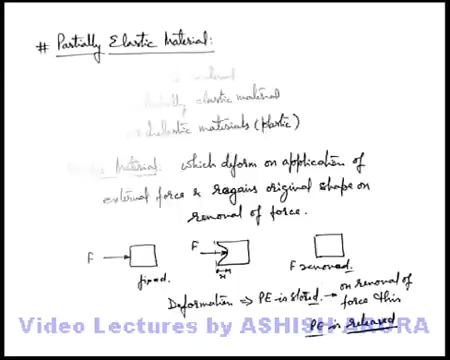 # Partially Elastic Material:
material
elastic material
materials (plastic)
Material: which deform on application of
external force & regains original shape on
removal of force.
F
F
F removed.
fixed.
x
Deformation ⇒ PE is stored. → on removal of
force this
PE is released
Video Lectures by ASHISH ARORA